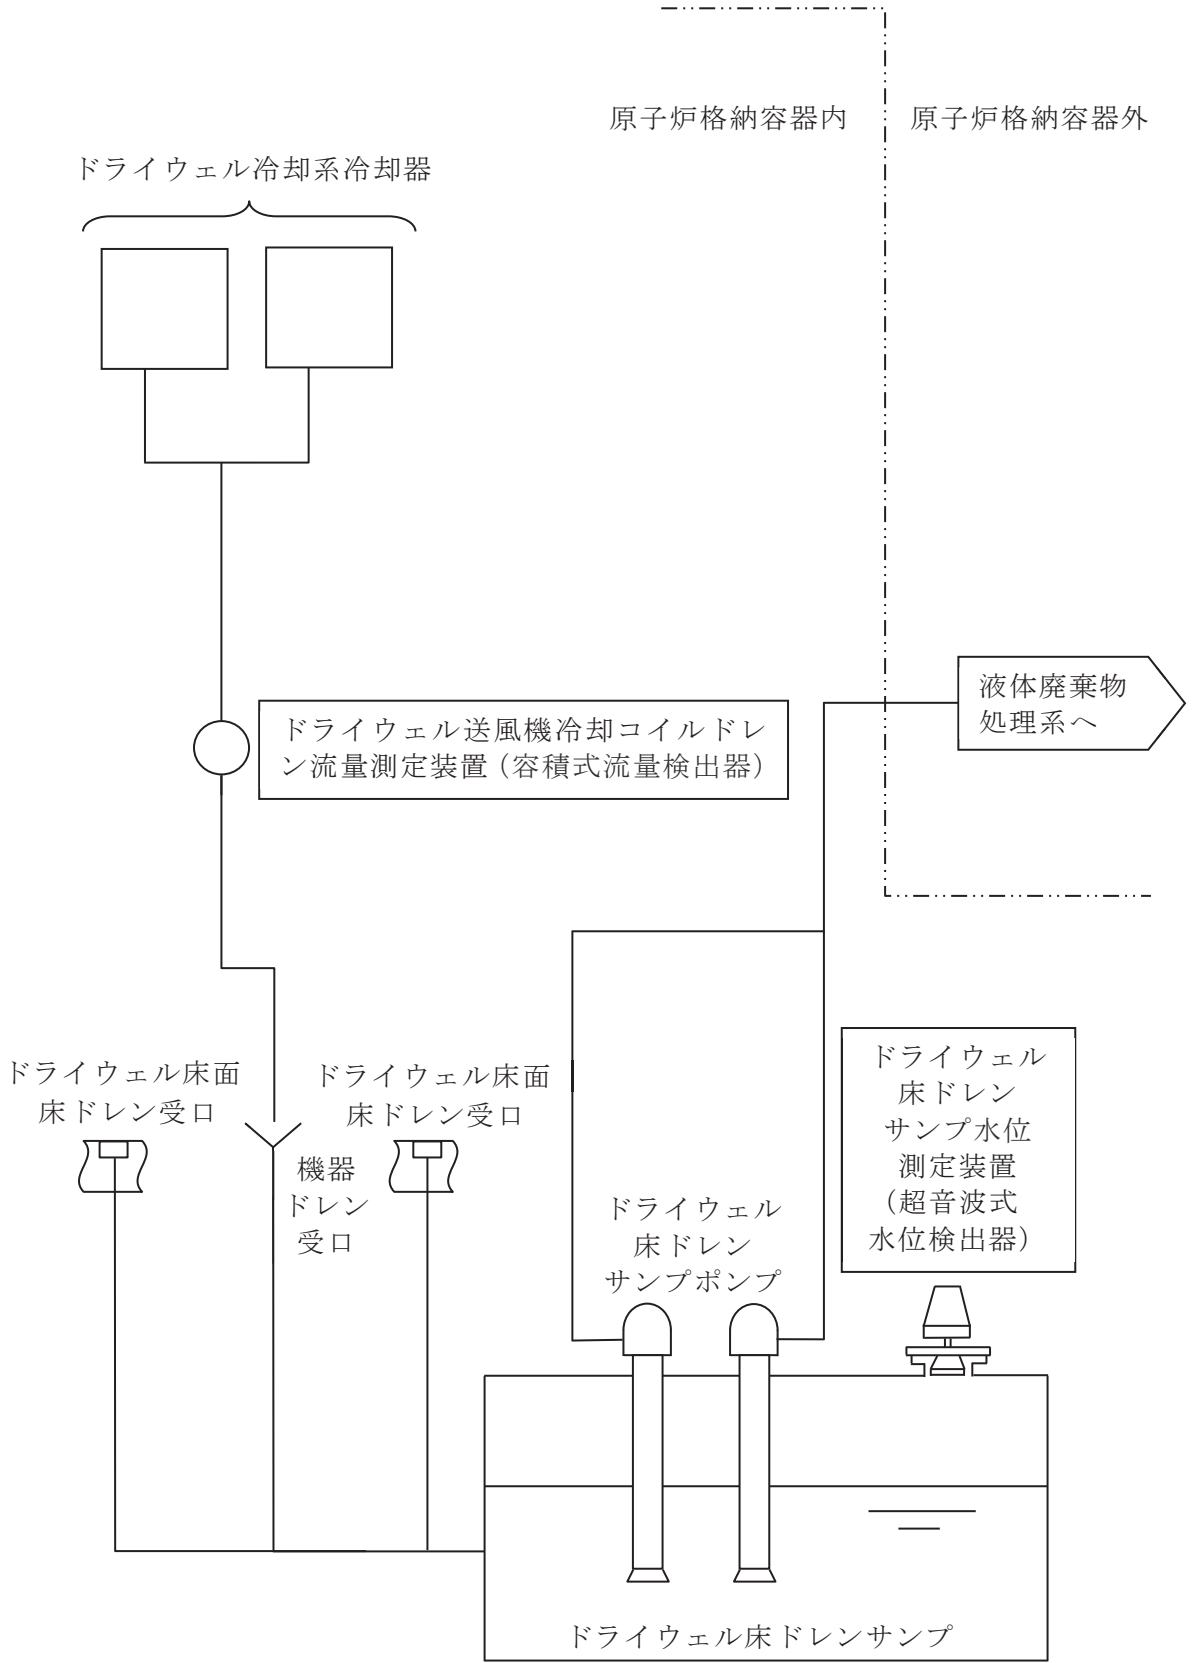 原子炉格納容器内
原子炉格納容器外
ドライウェル冷却系冷却器
液体廃棄物
処理系へ
ドライウェル送風機冷却コイルドレ
ン流量測定装置（容積式流量検出器）
ドライウェル床面
床ドレン受口
ドライウェル床面
床ドレン受口
機器
ドレン
受口
ドライウェル
床ドレン
サンプポンプ
ドライウェル
床ドレン
サンプ水位
測定装置
（超音波式
水位検出器）
ドライウェル床ドレンサンプ